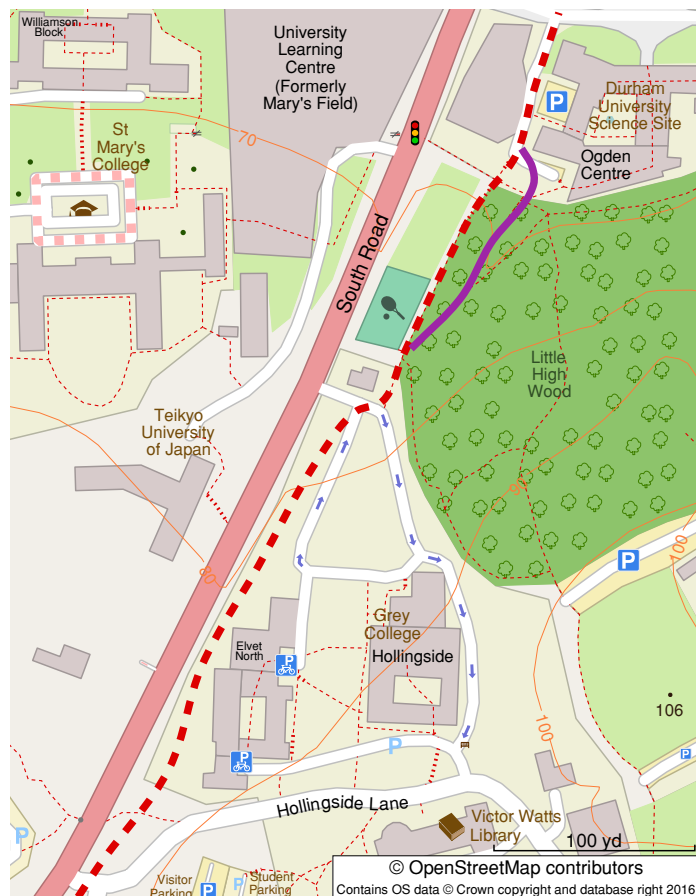 Williamson
Block
University
Learning
Centre
(Formerly
Mary's Field)
P
Durham
University
Science Site
70
St
Mary's
College
Ogden
Centre
South Road
Little
High
Wood
Teikyo
University
of Japan
90
100
80
P
Grey
College
Elvet
North
Hollingside
P
106
100
P
P
P
Hollingside Lane
Victor Watts
Library
100 yd
P
Visitor
Parking
P
P
Student
Parking
© OpenStreetMap contributors
Contains OS data © Crown copyright and database right 2016